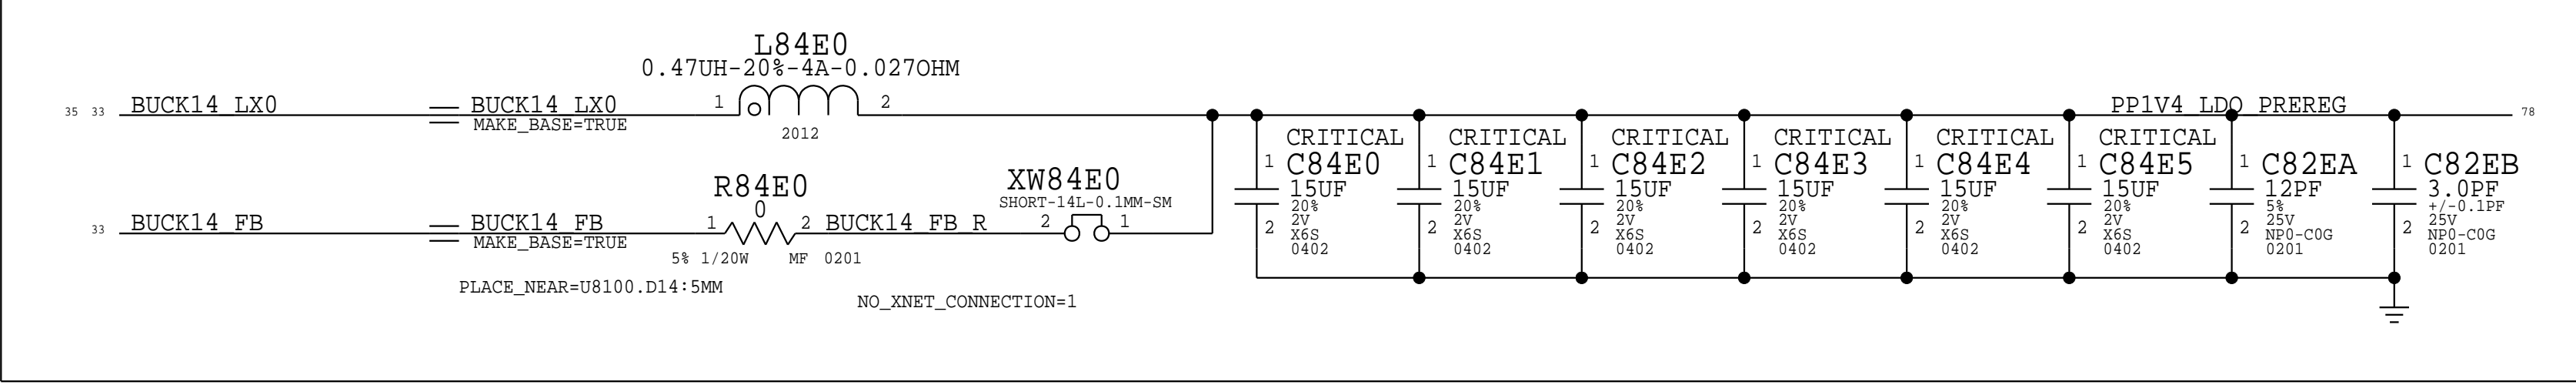 L84E0
0.47UH-20%-4A-0.027OHM
35 33 BUCK14_LX0 BUCK14_LX0 1 2 PP1V4_LDO_PREREG 78
MAKE_BASE=TRUE
2012
CRITICAL CRITICAL CRITICAL CRITICAL CRITICAL CRITICAL
1 C84E0 1 C84E1 1 C84E2 1 C84E3 1 C84E4 1 C84E5 1 C82EA 1 C82EB
15UF 15UF 15UF 15UF 15UF 15UF 12PF 3.0PF
20% 20% 20% 20% 20% 20% 5% +/-0.1PF
2V 2V 2V 2V 2V 2V 25V 25V
2 X6S 2 X6S 2 X6S 2 X6S 2 X6S 2 X6S 2 NP0-C0G 2 NP0-C0G
0402 0402 0402 0402 0402 0402 0201 0201
R84E0
0
XW84E0
SHORT-14L-0.1MM-SM
33 BUCK14_FB BUCK14_FB 1 2 BUCK14_FB_R 2 1
MAKE_BASE=TRUE
5% 1/20W MF 0201
PLACE_NEAR=U8100.D14:5MM
NO_XNET_CONNECTION=1